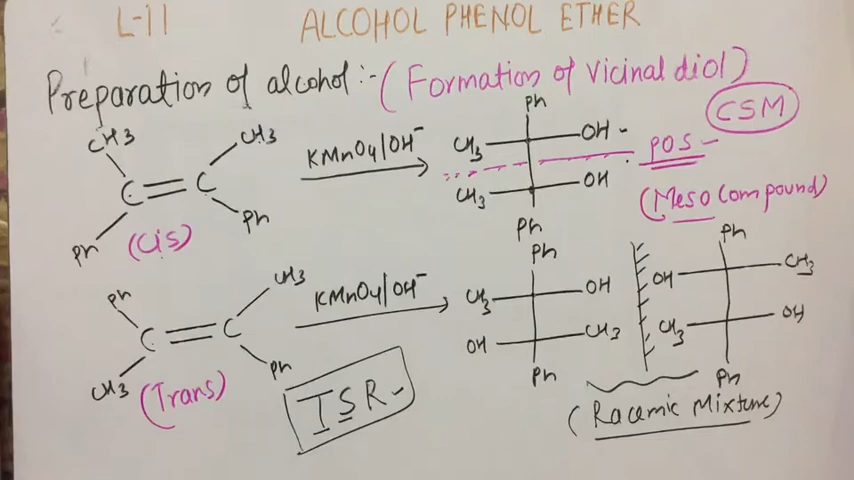 L-11 ALCOHOL PHENOL ETHER
Preparation of alcohol:- (Formation of vicinal diol)
CSM
CH3 CH3
C=C
Ph Ph
(Cis)
KMnO4/OH⁻
Ph
CH3 OH
CH3 OH
Ph
POS
(Meso Compound)
Ph CH3
C=C
CH3 Ph
(Trans)
KMnO4/OH⁻
Ph
CH3 OH
OH CH3
Ph
Ph
OH CH3
CH3 OH
Ph
TSR
(Racemic Mixture)